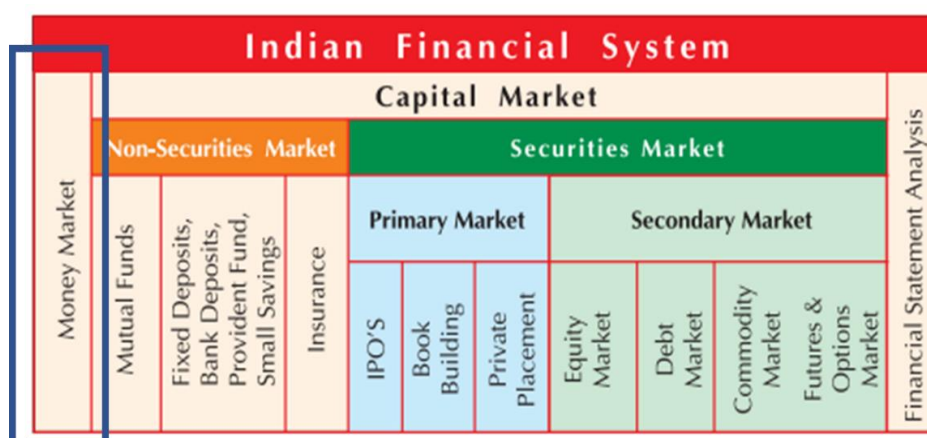 Indian Financial System
Money Market
Capital Market
Non-Securities Market
Mutual Funds
Fixed Deposits,
Bank Deposits,
Provident Fund,
Small Savings
Insurance
Securities Market
Primary Market
IPO'S
Book
Building
Private
Placement
Secondary Market
Equity
Market
Debt
Market
Commodity
Market
Futures &
Options
Market
Financial Statement Analysis